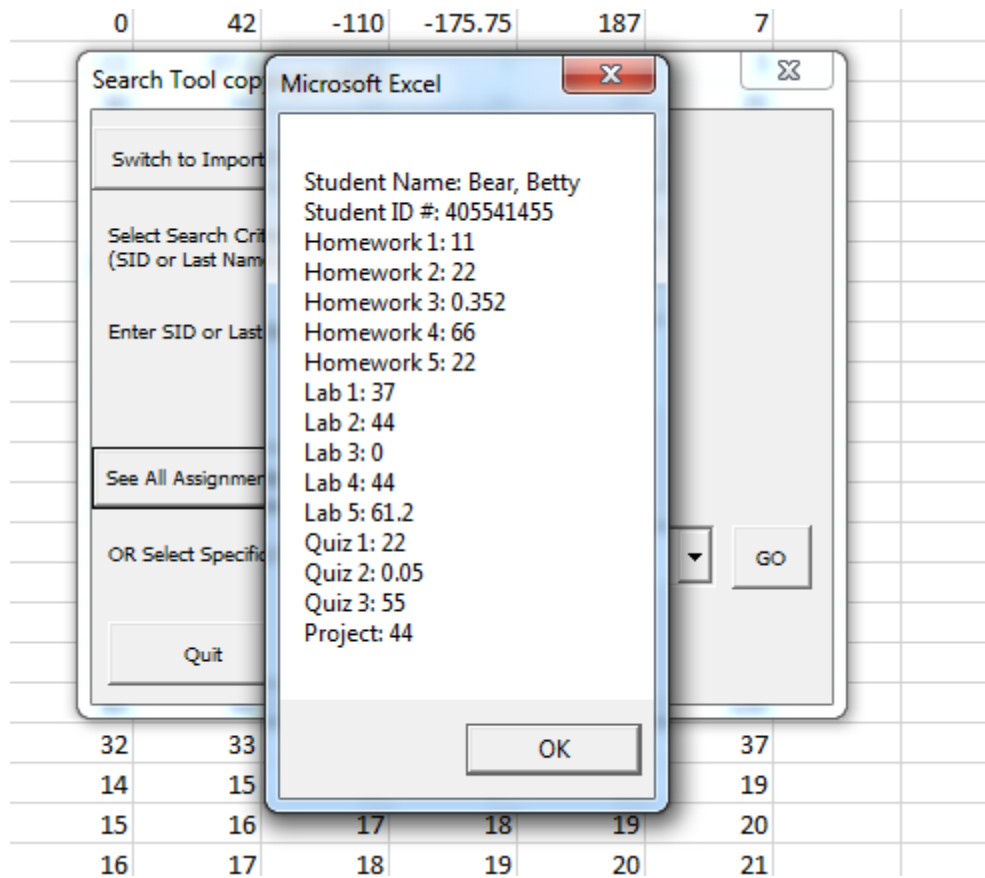 0 42 -110 -175.75 187 7
Search Tool
Microsoft Excel
Switch to Import
Select Search
(SID or Last
Enter SID or Last
See All
OR Select
GO
Quit
Student Name: Bear, Betty
Student ID #: 405541455
Homework 1: 11
Homework 2: 22
Homework 3: 0.352
Homework 4: 66
Homework 5: 22
Lab 1: 37
Lab 2: 44
Lab 3: 0
Lab 4: 44
Lab 5: 61.2
Quiz 1: 22
Quiz 2: 0.05
Quiz 3: 55
Project: 44
OK
32 33 37
14 15 19
15 16 17 18 19 20
16 17 18 19 20 21